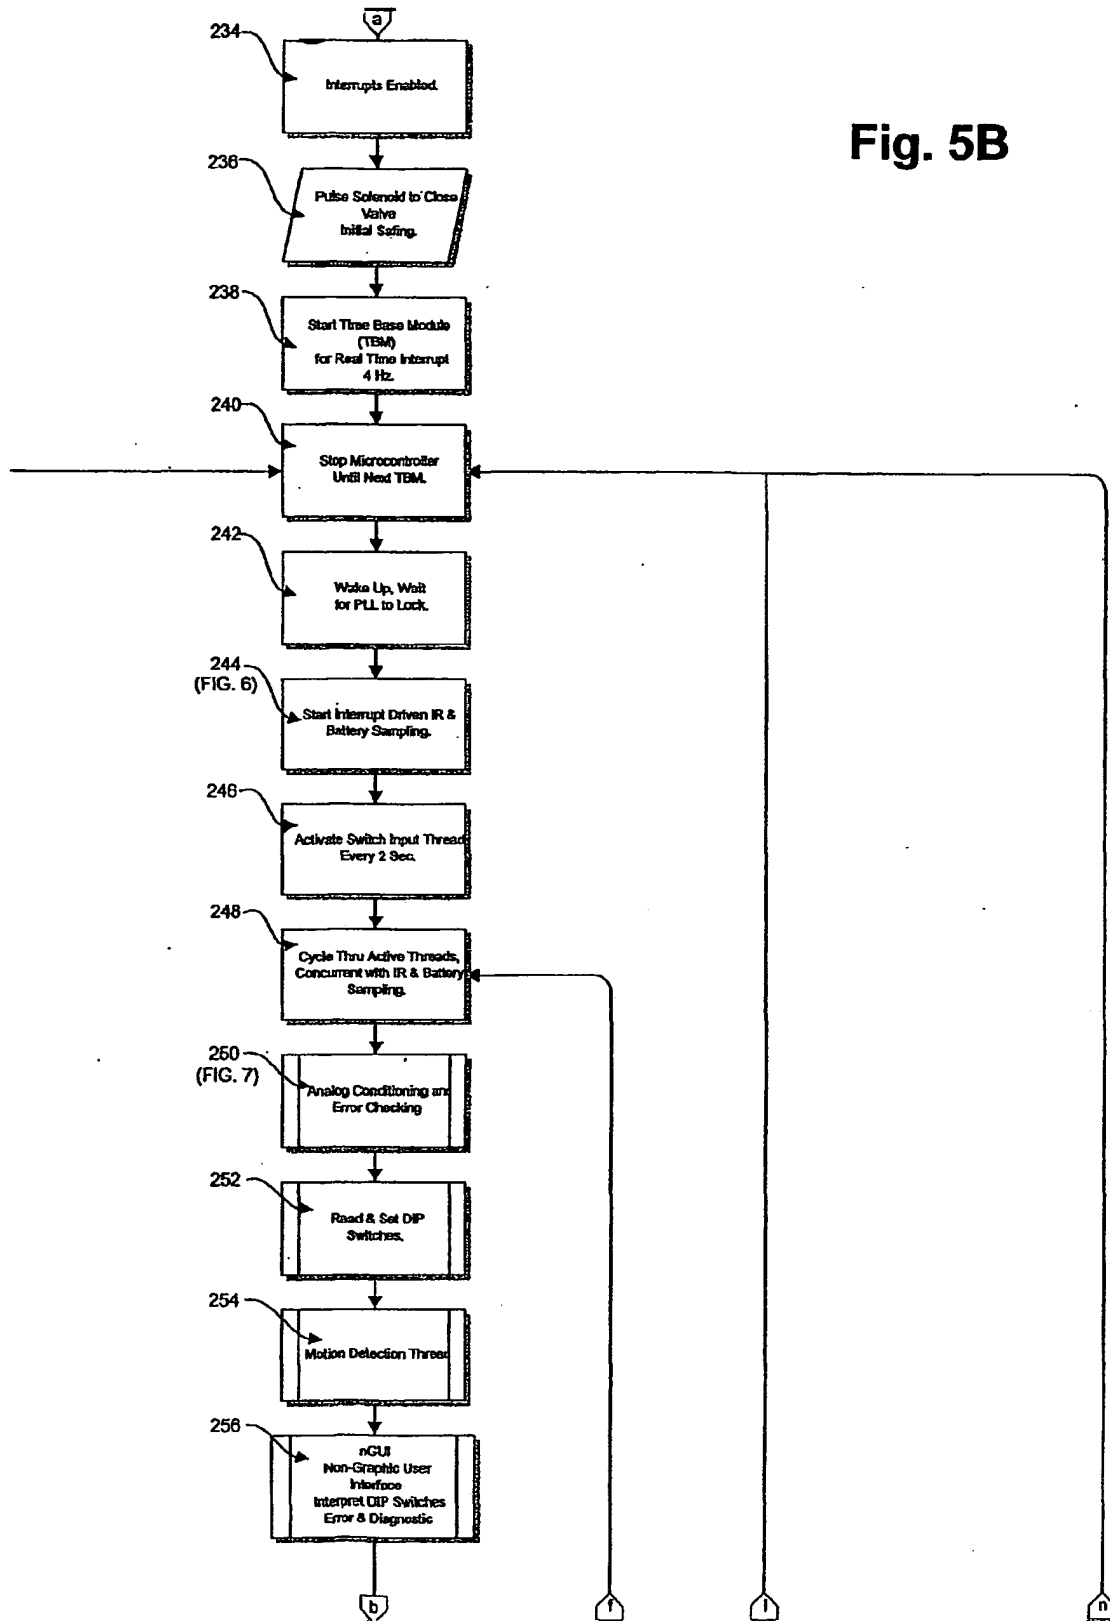 a
234
Interrupts Enabled.
Fig. 5B
236
Pulse Solenoid to Close
Valve
Initial Safing.
238
Start Time Base Module
(TBM)
for Real Time Interrupt
4 Hz.
240
Stop Microcontroller
Until Next TBM.
242
Wake Up, Wait
for PLL to Lock.
244
(FIG. 6)
Start Interrupt Driven IR &
Battery Sampling.
246
Activate Switch Input Thread
Every 2 Sec.
248
Cycle Thru Active Threads,
Concurrent with IR & Battery
Sampling.
250
(FIG. 7)
Analog Conditioning an
Error Checking
252
Read & Set DIP
Switches.
254
Motion Detection Thread
256
nGUI
Non-Graphic User
Interface
Interpret DIP Switches
Error & Diagnostic
b
f
n